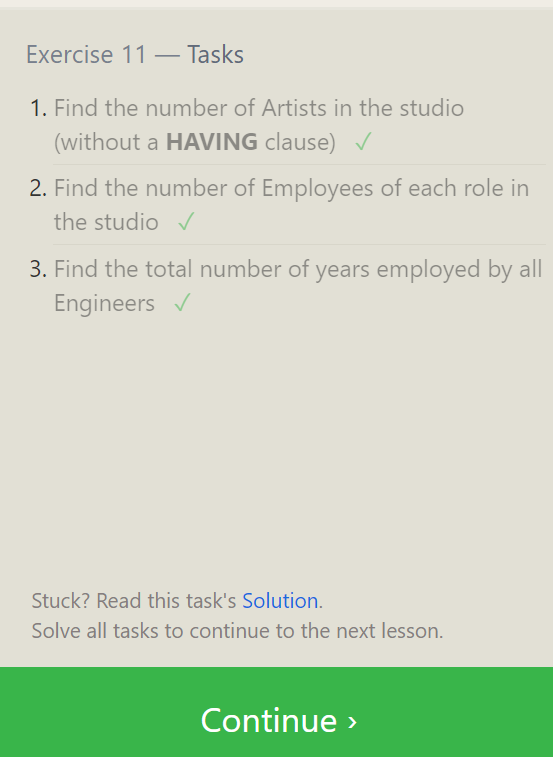 Exercise 11 — Tasks
1. Find the number of Artists in the studio
(without a HAVING clause) ✓
2. Find the number of Employees of each role in
the studio ✓
3. Find the total number of years employed by all
Engineers ✓
Stuck? Read this task's Solution.
Solve all tasks to continue to the next lesson.
Continue ›